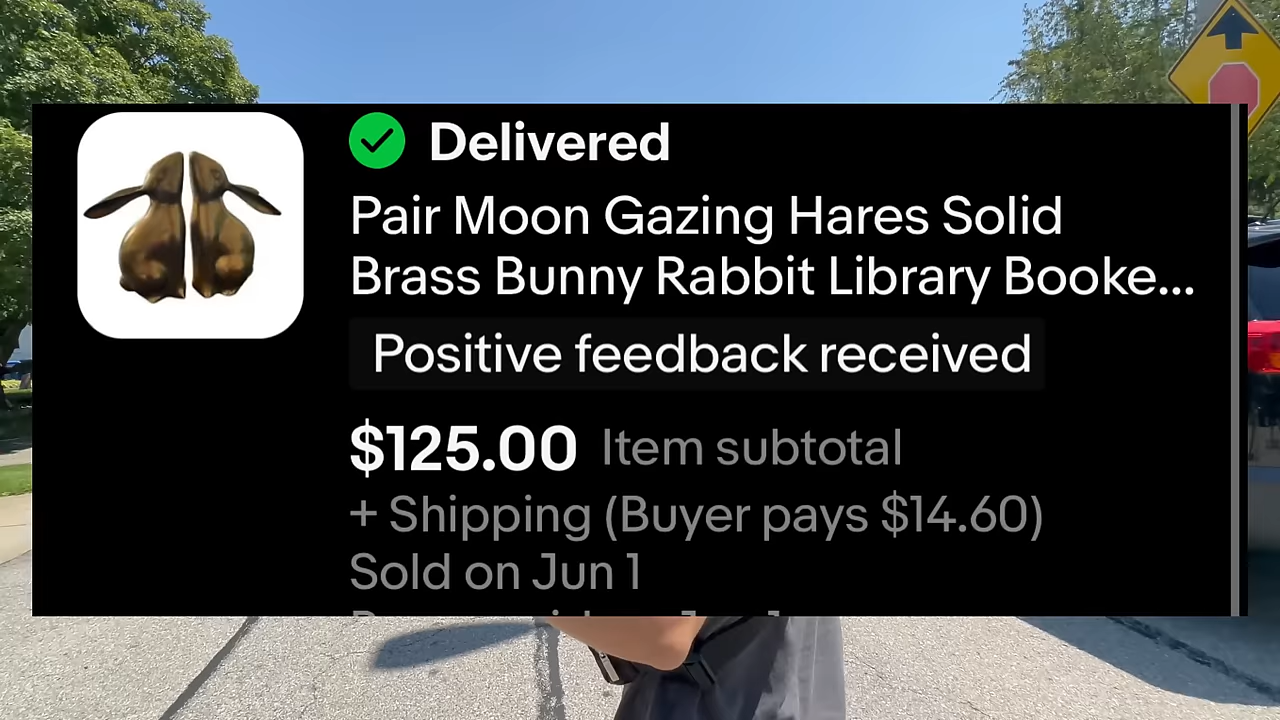 Delivered
Pair Moon Gazing Hares Solid
Brass Bunny Rabbit Library Booke...
Positive feedback received
$125.00 Item subtotal
+ Shipping (Buyer pays $14.60)
Sold on Jun 1